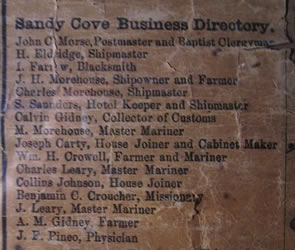 Sandy Cove Business Directory.
John C. Morse, Postmaster and Baptist Clergyman
H. Eldridge, Shipmaster
L. Farrow, Blacksmith
J. H. Morehouse, Shipowner and Farmer
Charles Morehouse, Shipmaster
S. Saunders, Hotel Keeper and Shipmaster
Calvin Gidney, Collector of Customs
M. Morehouse, Master Mariner
Joseph Carty, House Joiner and Cabinet Maker
Wm. H. Crowell, Farmer and Mariner
Charles Leary, Master Mariner
Collins Johnson, House Joiner
Benjamin C. Croucher, Missionary
J. Leary, Master Mariner
A. M. Gidney, Farmer
J. P. Pineo, Physician